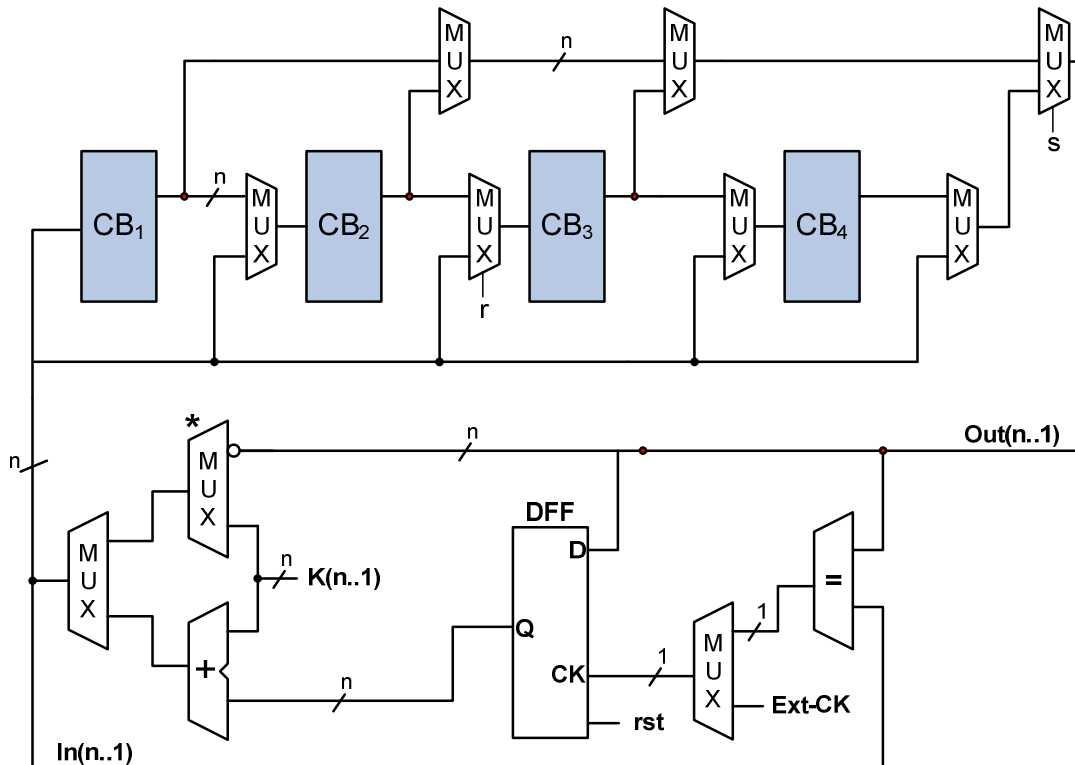 MUX
n
MUX
MUX
s
CB1
n
MUX
CB2
MUX
r
CB3
MUX
CB4
MUX
*
n
Out(n..1)
n
MUX
MUX
n
K(n..1)
DFF
D
Q
CK
=
1
MUX
1
Ext-CK
+
n
rst
In(n..1)